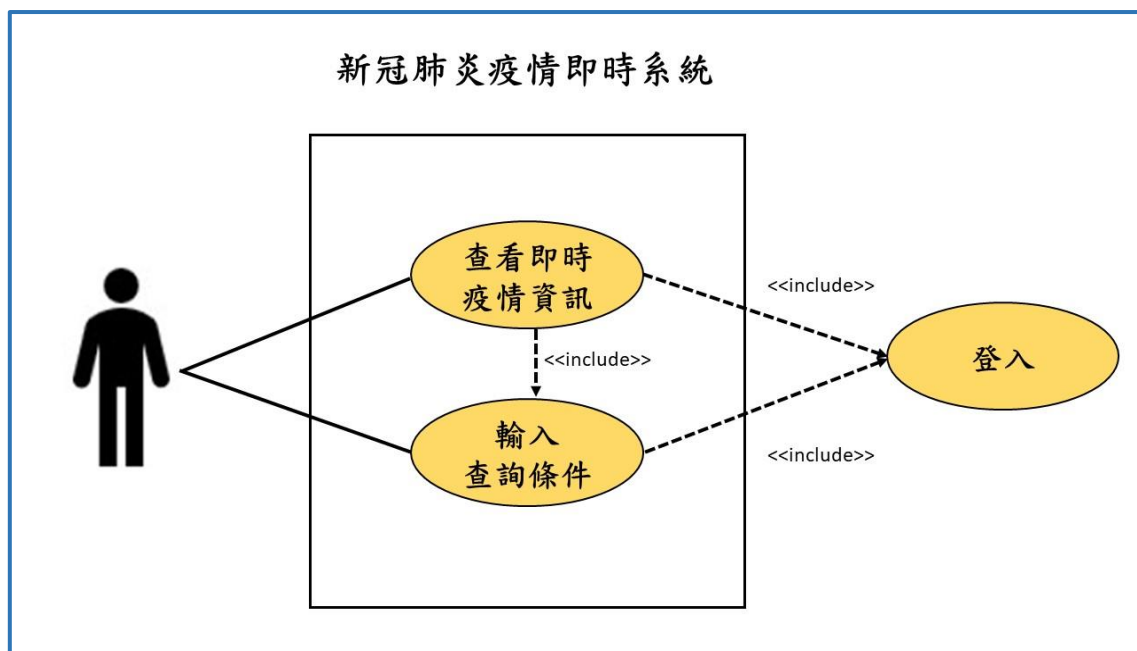 新冠肺炎疫情即時系統
查看即時
疫情資訊
<<include>>
<<include>>
登入
輸入
查詢條件
<<include>>